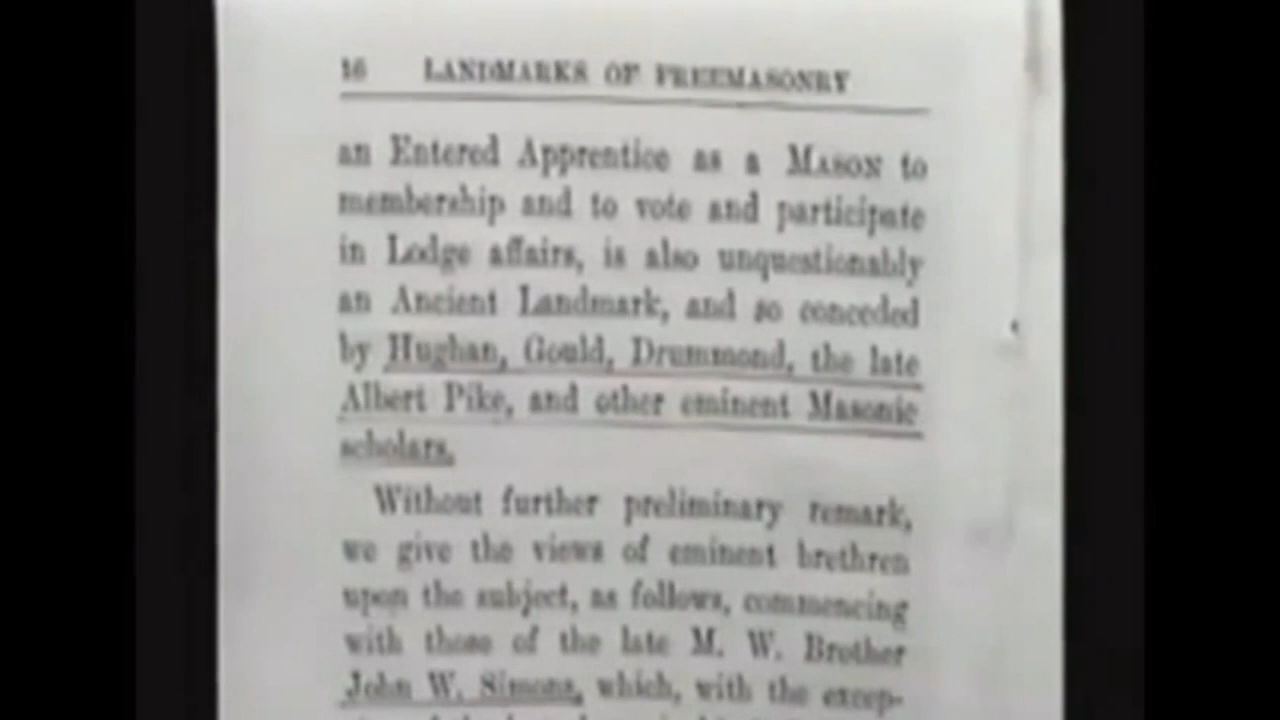 16 LANDMARKS OF FREEMASONRY
an Entered Apprentice as a MASON to
membership and to vote and participate
in Lodge affairs, is also unquestionably
an Ancient Landmark, and so conceded
by Hughan, Gould, Drummond, the late
Albert Pike, and other eminent Masonic
scholars.
Without further preliminary remark,
we give the views of eminent brethren
upon the subject, as follows, commencing
with those of the late M. W. Brother
John W. Simons, which, with the excep-